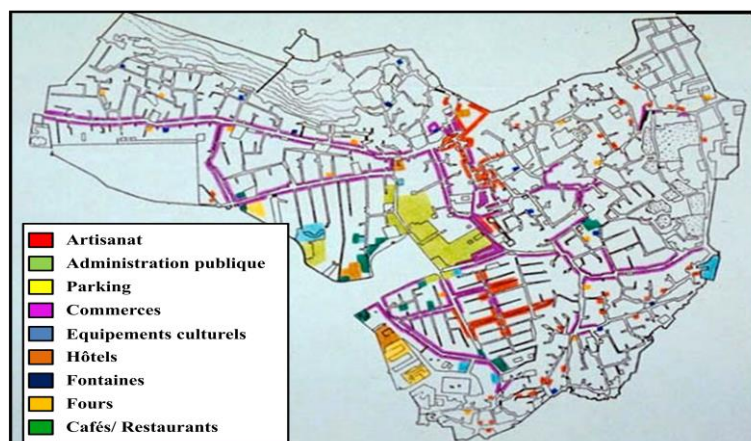 Artisanat
Administration publique
Parking
Commerces
Equipements culturels
Hôtels
Fontaines
Fours
Cafés/ Restaurants